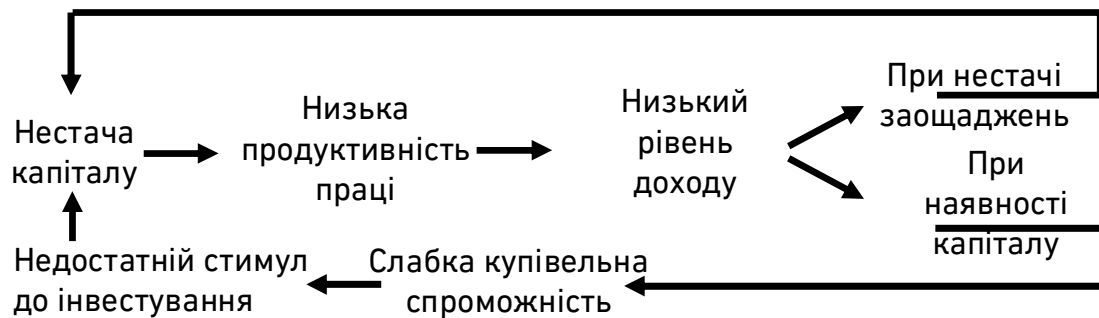 Нестача
капіталу
Низька
продуктивність
праці
Низький
рівень
доходу
При нестачі
заощаджень
При
наявності
капіталу
Недостатній стимул
до інвестування
Слабка купівельна
спроможність